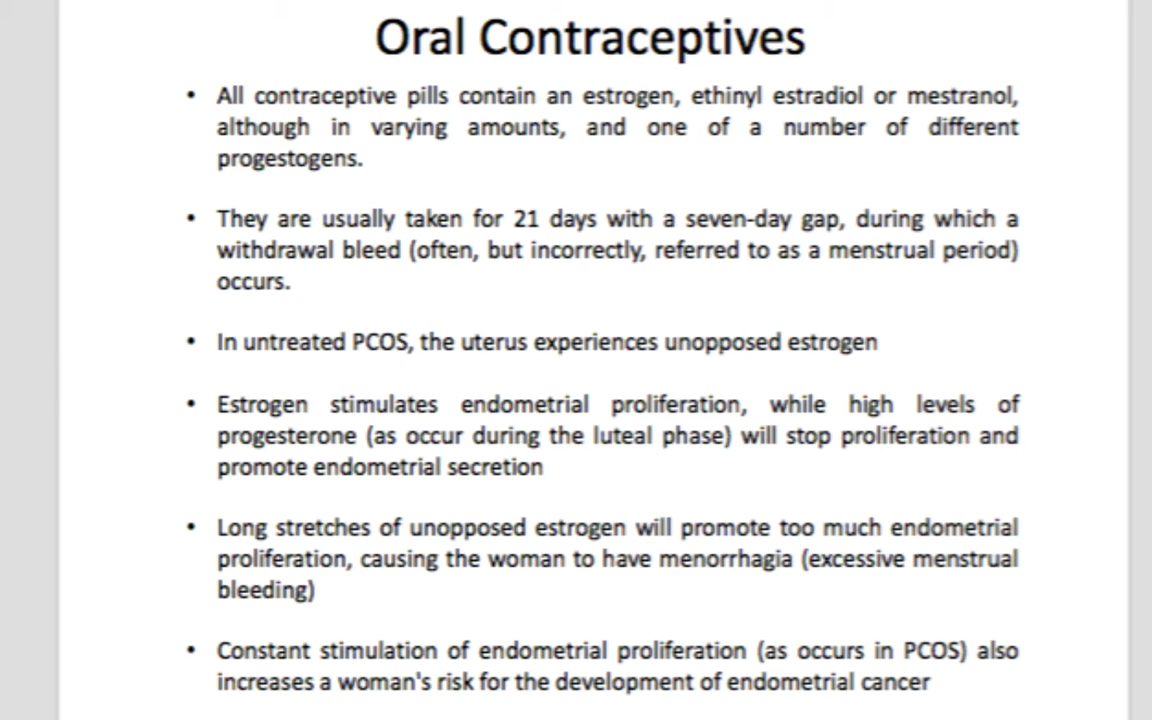 Oral Contraceptives
• All contraceptive pills contain an estrogen, ethinyl estradiol or mestranol,
although in varying amounts, and one of a number of different
progestogens.
• They are usually taken for 21 days with a seven-day gap, during which a
withdrawal bleed (often, but incorrectly, referred to as a menstrual period)
occurs.
• In untreated PCOS, the uterus experiences unopposed estrogen
• Estrogen stimulates endometrial proliferation, while high levels of
progesterone (as occur during the luteal phase) will stop proliferation and
promote endometrial secretion
• Long stretches of unopposed estrogen will promote too much endometrial
proliferation, causing the woman to have menorrhagia (excessive menstrual
bleeding)
• Constant stimulation of endometrial proliferation (as occurs in PCOS) also
increases a woman's risk for the development of endometrial cancer